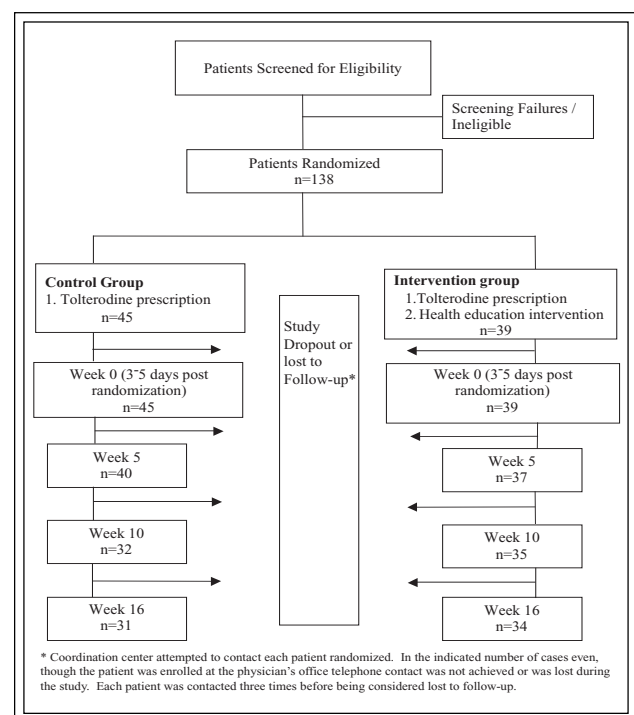 Patients Screened for Eligibility
Screening Failures /
Ineligible
Patients Randomized
n=138
Control Group
1. Tolterodine prescription
n=45
Intervention group
1.Tolterodine prescription
2. Health education intervention
n=39
Study
Dropout or
lost to
Follow-up*
Week 0 (3-5 days post
randomization)
n=45
Week 0 (3-5 days post
randomization)
n=39
Week 5
n=40
Week 5
n=37
Week 10
n=32
Week 10
n=35
Week 16
n=31
Week 16
n=34
* Coordination center attempted to contact each patient randomized. In the indicated number of cases even,
though the patient was enrolled at the physician's office telephone contact was not achieved or was lost during
the study. Each patient was contacted three times before being considered lost to follow-up.